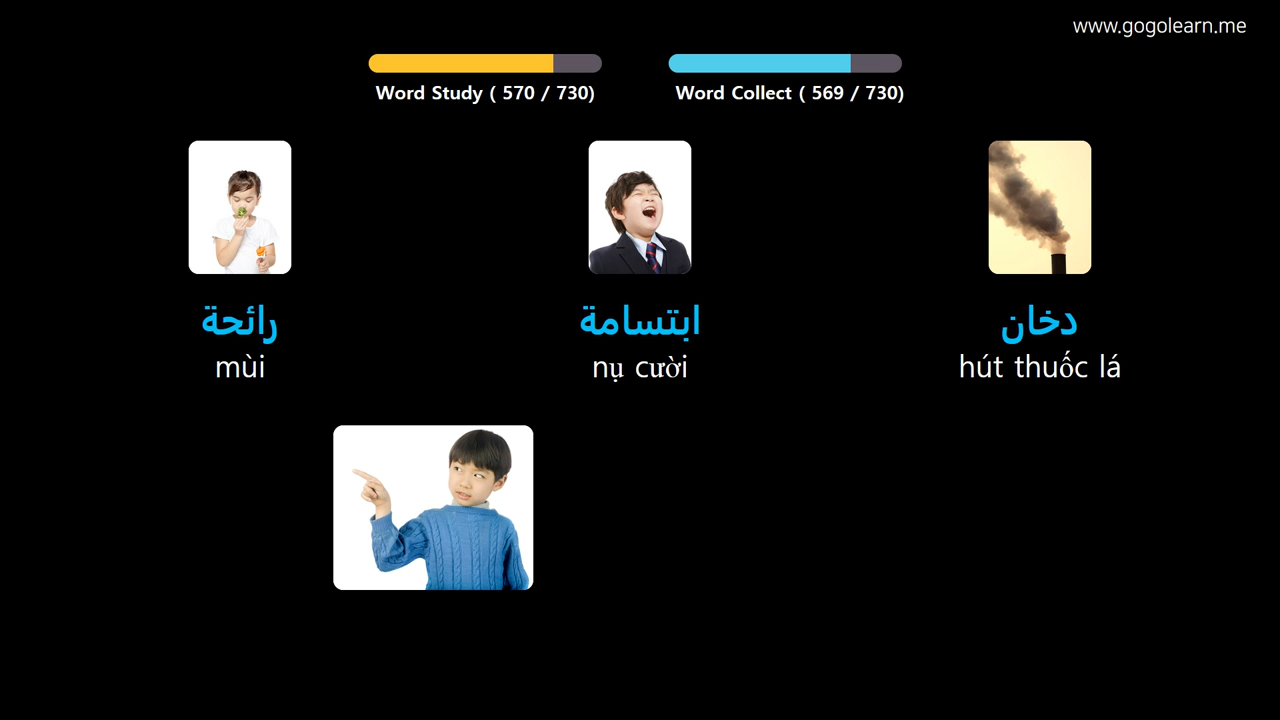 www.gogolearn.me
Word Study ( 570 / 730)
Word Collect ( 569 / 730)
رائحة
mùi
ابتسامة
nụ cười
دخان
hút thuốc lá